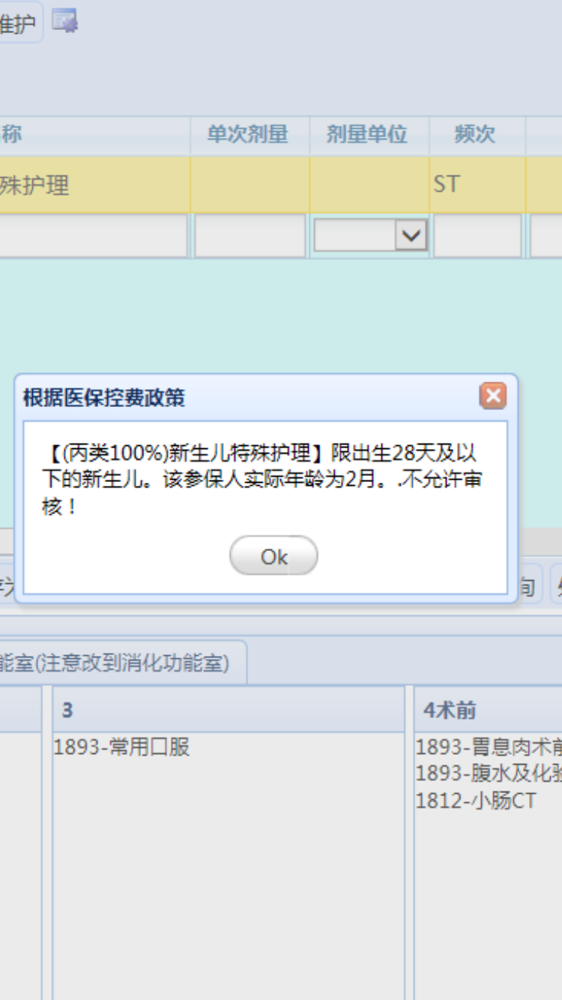 维护
称
单次剂量
剂量单位
频次
殊护理
ST
根据医保控费政策
【(丙类100%)新生儿特殊护理】限出生28天及以
下的新生儿。该参保人实际年龄为2月。.不允许审
核！
Ok
询
能室(注意改到消化功能室)
3
4术前
1893-常用口服
1893-胃息肉术前
1893-腹水及化验
1812-小肠CT